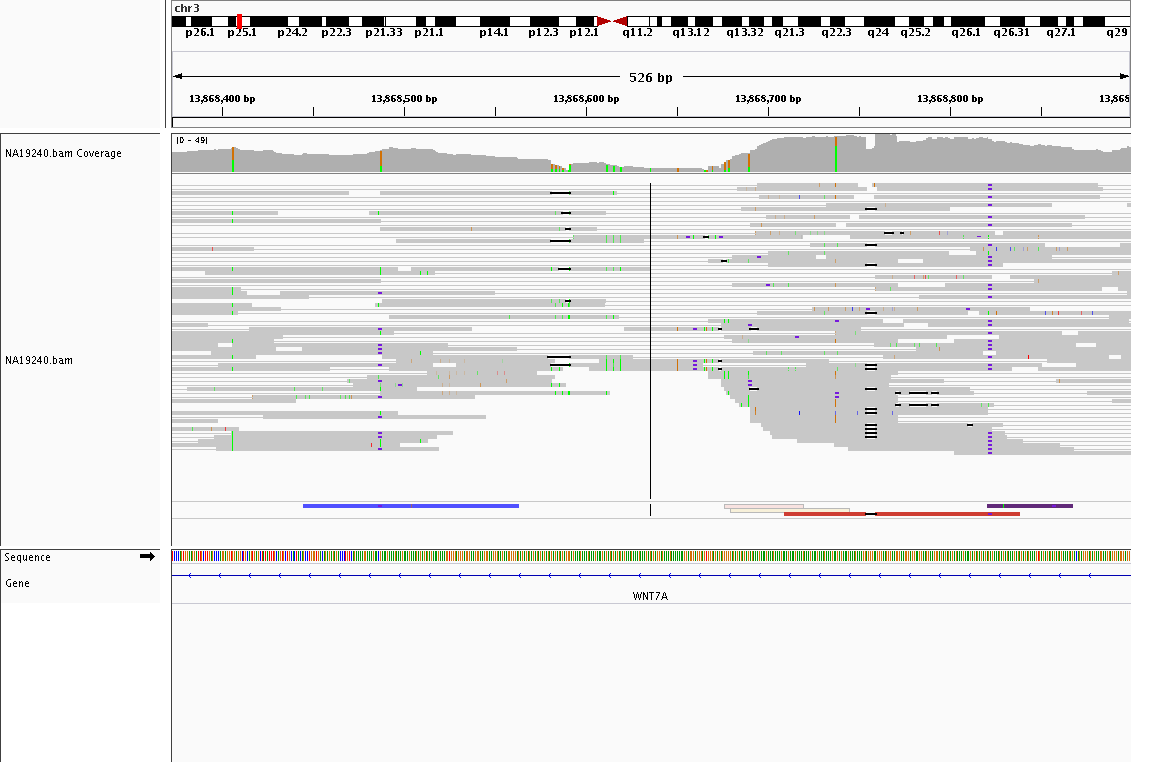 chr3
p26.1 p25.1 p24.2 p22.3 p21.33 p21.1 p14.1 p12.3 p12.1 q11.2 q13.12 q13.32 q21.3 q22.3 q24 q25.2 q26.1 q26.31 q27.1 q29
526 bp
13,868,400 bp 13,868,500 bp 13,868,600 bp 13,868,700 bp 13,868,800 bp 13,868
[0 - 49]
NA19240.bam Coverage
NA19240.bam
Sequence
Gene
WNT7A